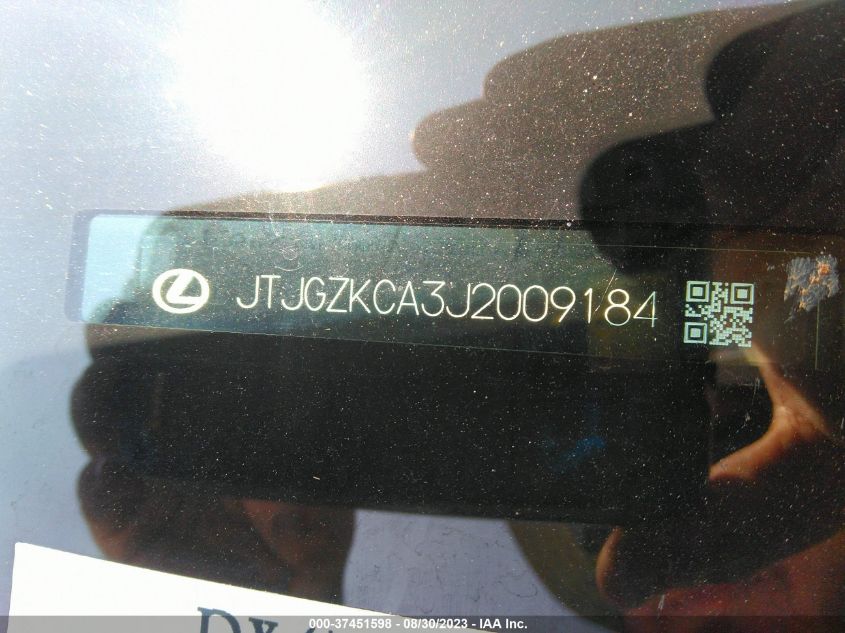 JTJGZKCA3J2009184
000-37451598 - 08/30/2023 - IAA Inc.